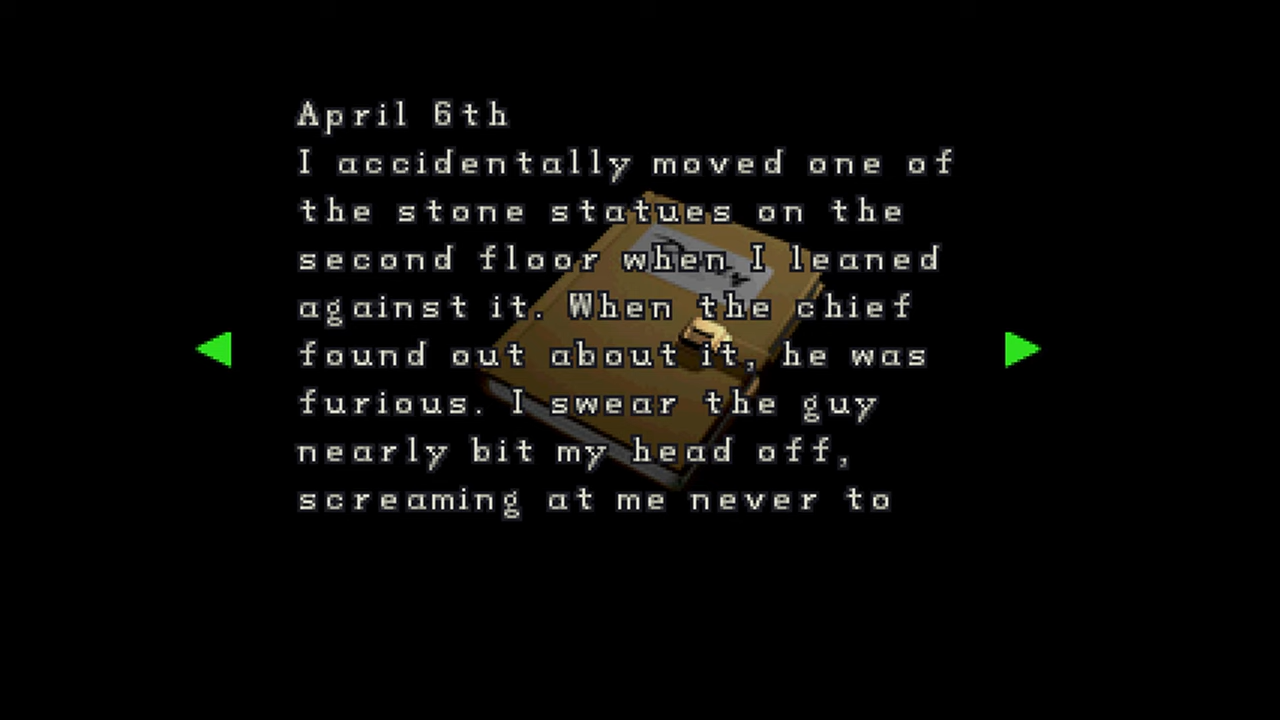 April 6th
I accidentally moved one of
the stone statues on the
second floor when I leaned
against it. When the chief
found out about it, he was
furious. I swear the guy
nearly bit my head off,
screaming at me never to